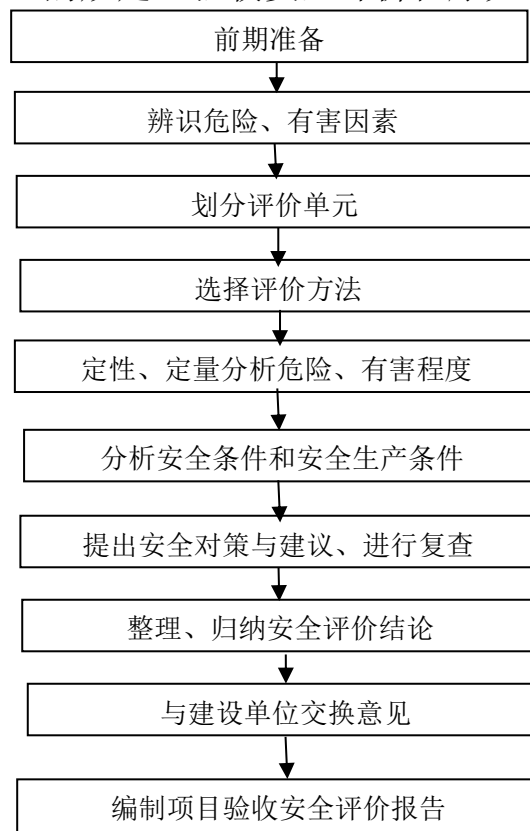 前期准备
辨识危险、有害因素
划分评价单元
选择评价方法
定性、定量分析危险、有害程度
分析安全条件和安全生产条件
提出安全对策与建议、进行复查
整理、归纳安全评价结论
与建设单位交换意见
编制项目验收安全评价报告